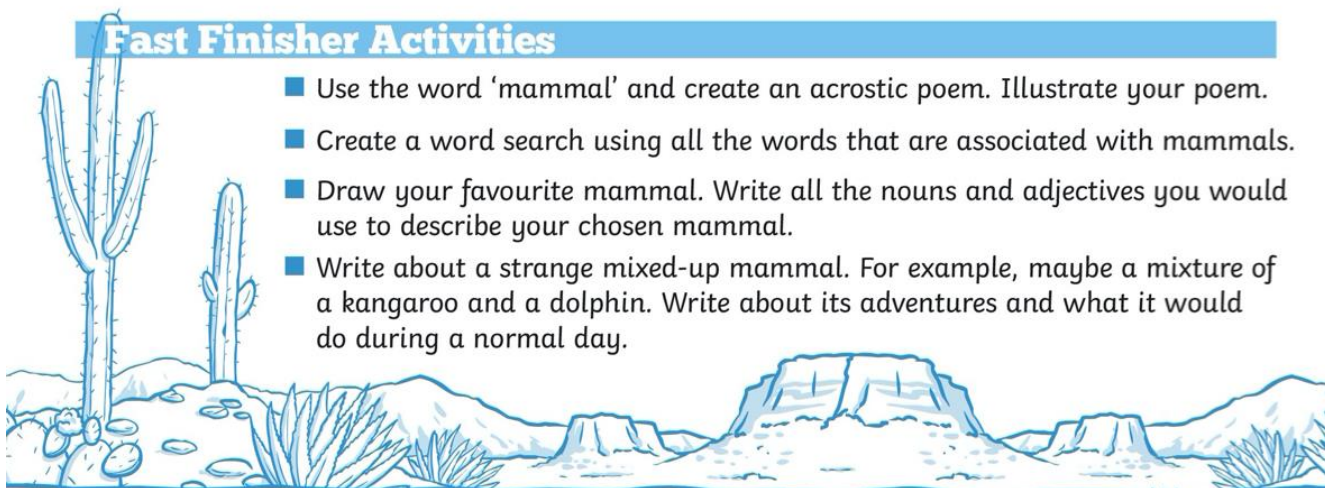 Fast Finisher Activities
Use the word ‘mammal’ and create an acrostic poem. Illustrate your poem.
Create a word search using all the words that are associated with mammals.
Draw your favourite mammal. Write all the nouns and adjectives you would
use to describe your chosen mammal.
Write about a strange mixed-up mammal. For example, maybe a mixture of
a kangaroo and a dolphin. Write about its adventures and what it would
do during a normal day.